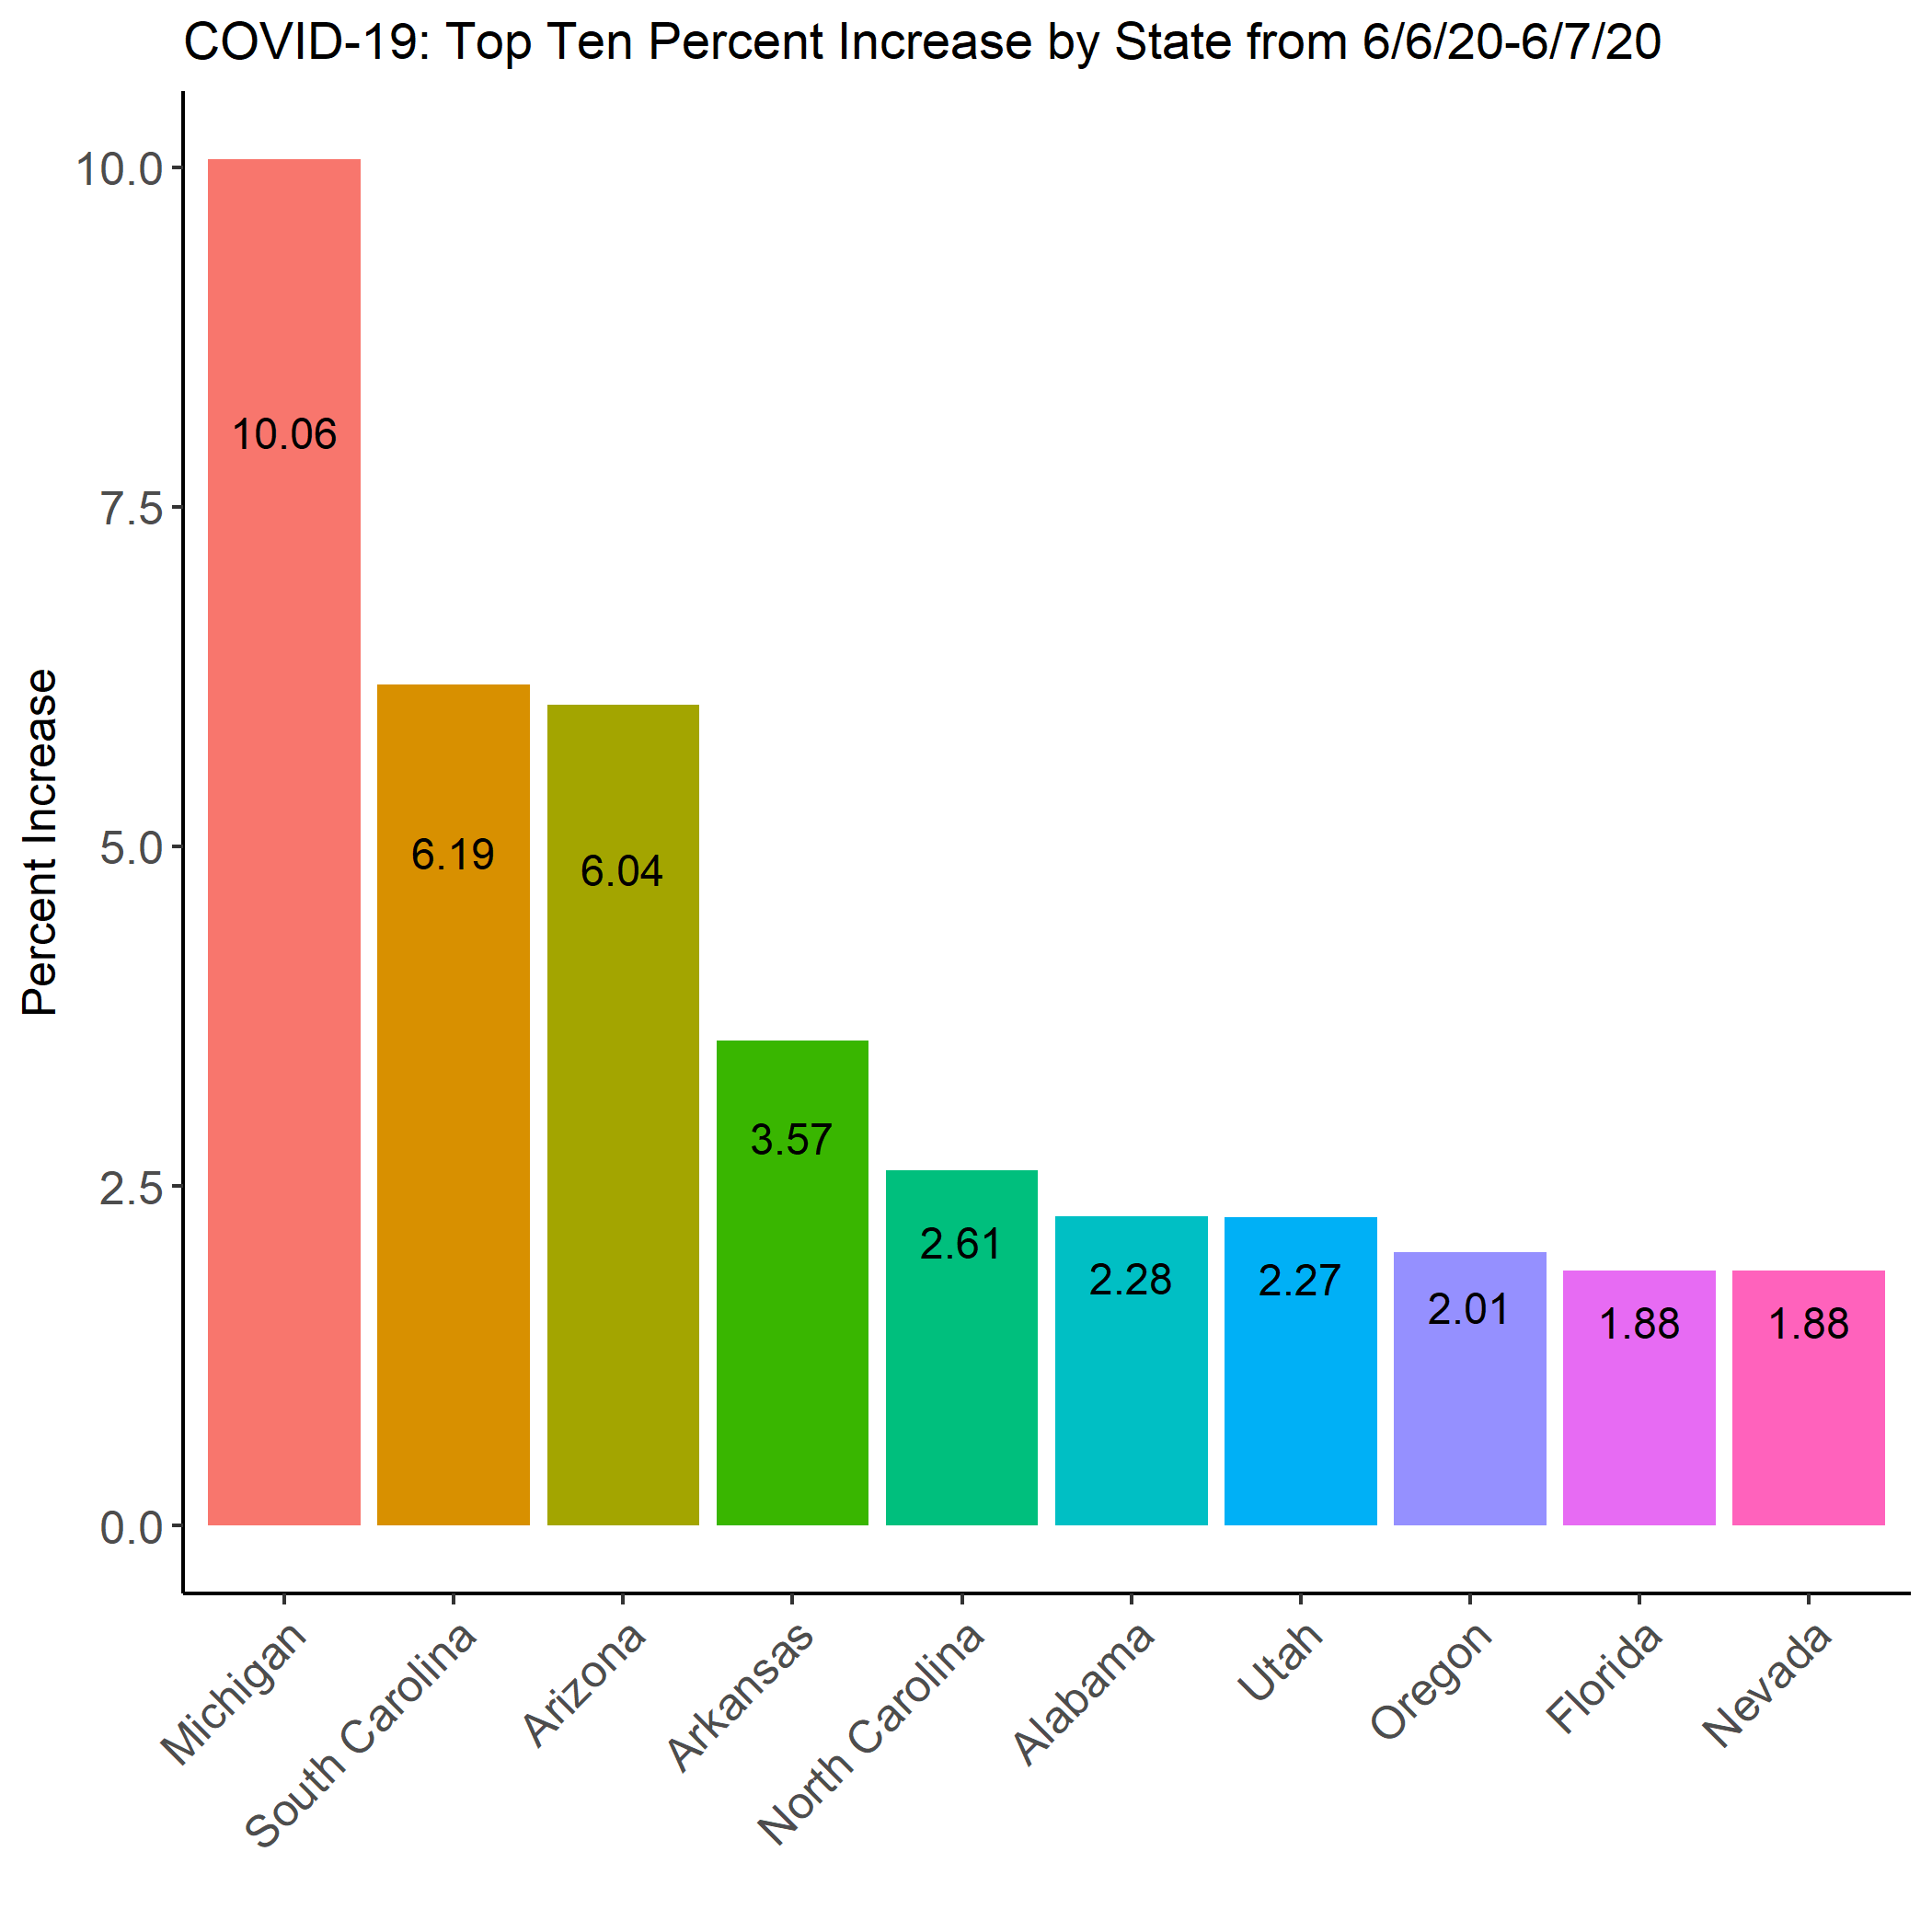 COVID-19: Top Ten Percent Increase by State from 6/6/20-6/7/20
Percent Increase
10.0
7.5
5.0
2.5
0.0
10.06
6.19
6.04
3.57
2.61
2.28
2.27
2.01
1.88
1.88
Michigan
South Carolina
Arizona
Arkansas
North Carolina
Alabama
Utah
Oregon
Florida
Nevada